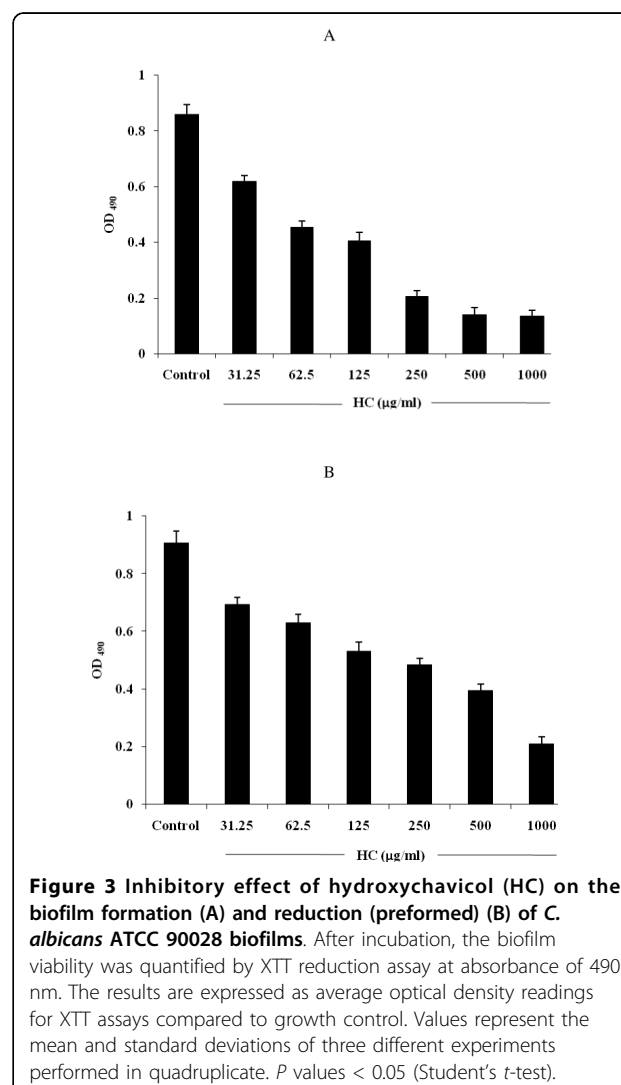 A
1
0.8
0.6
0.4
0.2
0
OD 490
Control 31.25 62.5 125 250 500 1000
HC (µg/ml)
B
1
0.8
0.6
0.4
0.2
0
OD 490
Control 31.25 62.5 125 250 500 1000
HC (µg/ml)
Figure 3 Inhibitory effect of hydroxychavicol (HC) on the
biofilm formation (A) and reduction (preformed) (B) of C.
albicans ATCC 90028 biofilms. After incubation, the biofilm
viability was quantified by XTT reduction assay at absorbance of 490
nm. The results are expressed as average optical density readings
for XTT assays compared to growth control. Values represent the
mean and standard deviations of three different experiments
performed in quadruplicate. P values < 0.05 (Student's t-test).